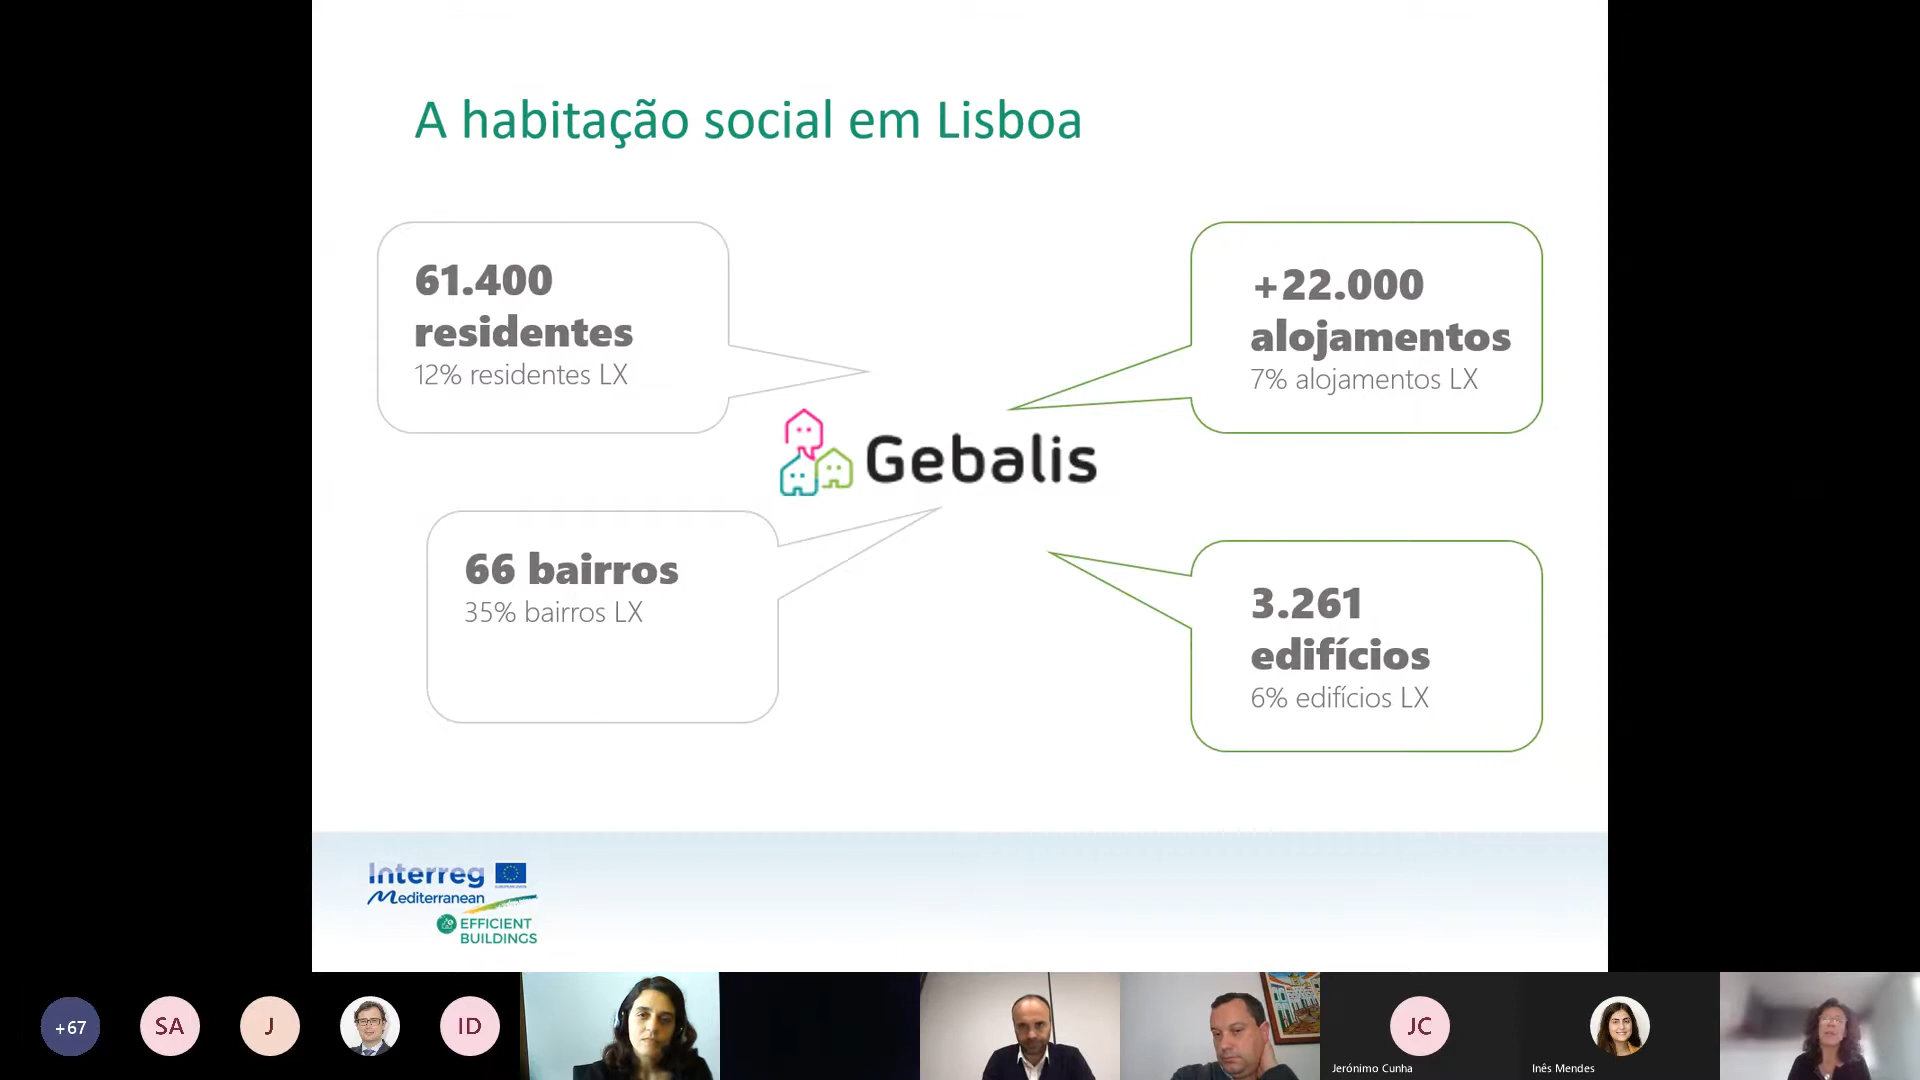 A habitação social em Lisboa
61.400
residentes
12% residentes LX
+22.000
alojamentos
7% alojamentos LX
Gebalis
66 bairros
35% bairros LX
3.261
edifícios
6% edifícios LX
Interreg
Mediterranean
EFFICIENT
BUILDINGS
+67
SA
J
ID
JC
Jerónimo Cunha
Inês Mendes